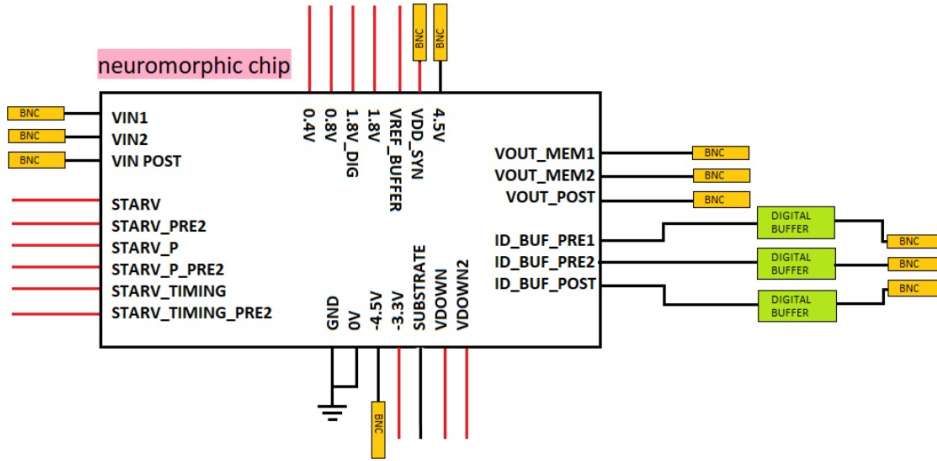 neuromorphic chip
BNC
BNC
0.4V
0.8V
1.8V_DIG
1.8V
VREF_BUFFER
VDD_SYN
4.5V
BNC
VIN1
BNC
VIN2
BNC
VIN POST
STARV
STARV_PRE2
STARV_P
STARV_P_PRE2
STARV_TIMING
STARV_TIMING_PRE2
VOUT_MEM1
BNC
VOUT_MEM2
BNC
VOUT_POST
BNC
ID_BUF_PRE1
DIGITAL
BUFFER
BNC
ID_BUF_PRE2
DIGITAL
BUFFER
BNC
ID_BUF_POST
DIGITAL
BUFFER
BNC
GND
0V
-4.5V
-3.3V
SUBSTRATE
VDOWN
VDOWN2
BNC